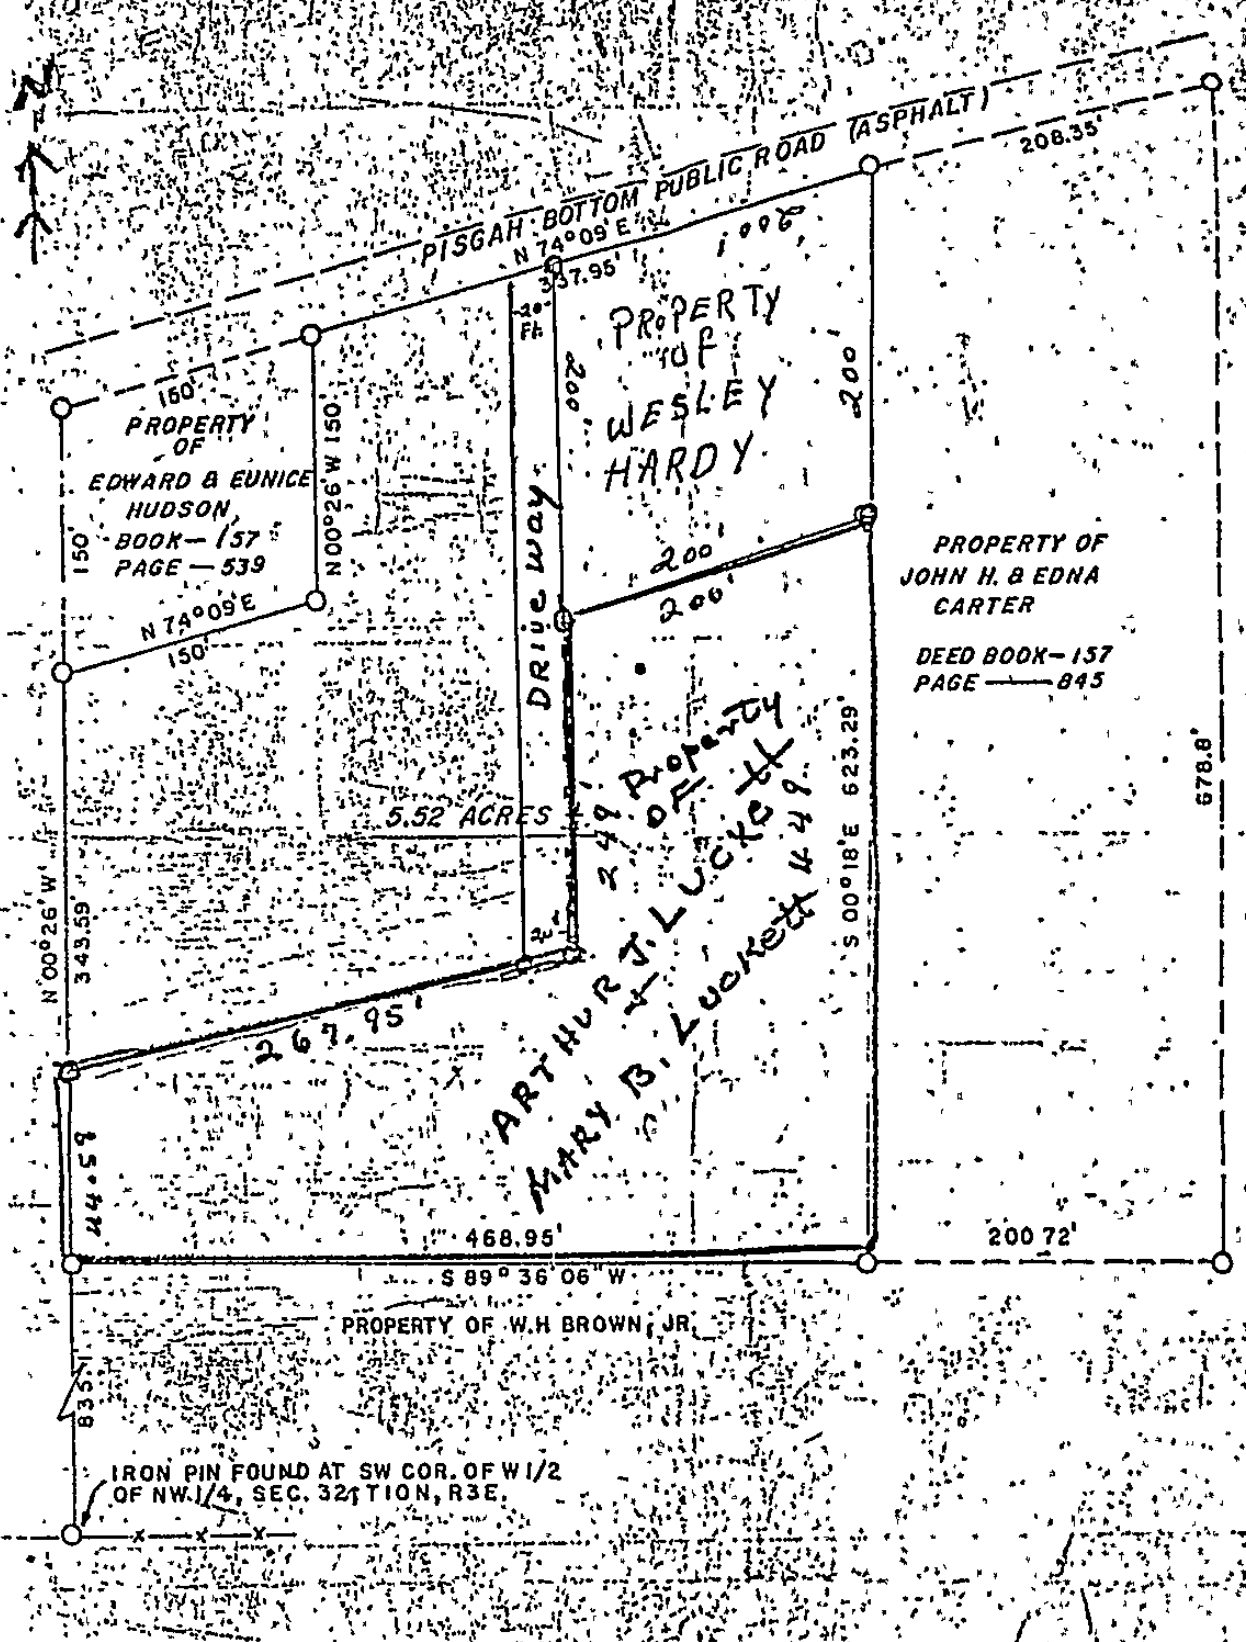 N
PISGAH BOTTOM PUBLIC ROAD (ASPHALT)
208.35'
N 74°09' E
337.95'
200'
20
Ft.
PROPERTY
OF
WESLEY
HARDY
200'
200'
150'
PROPERTY
OF
EDWARD & EUNICE
HUDSON
BOOK-157
PAGE-539
150'
N00°26'W 150'
N 74°09'E
150'
DRIVE WAY
200'
200'
PROPERTY OF
JOHN H. & EDNA
CARTER
DEED BOOK-157
PAGE-845
678.8'
S 00°18'E 623.29'
5.52 ACRES
249
Property
OF
ARTHUR J. LUCKETT
&
MARY B. LUCKETT
N 00°26'W
343.59'
267.95'
44.59
468.95'
S 89° 36' 06" W
200.72'
PROPERTY OF W.H BROWN, JR.
IRON PIN FOUND AT SW COR. OF W 1/2
OF NW.1/4, SEC. 32, T10N, R3E.